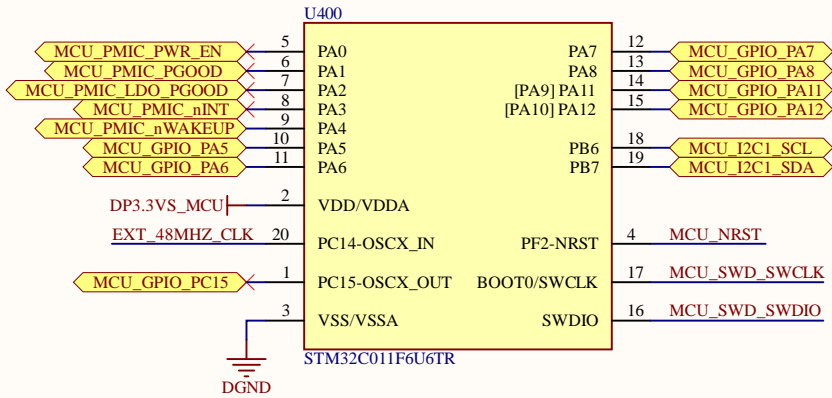 U400
MCU_PMIC_PWR_EN 5 PA0 PA7 12 MCU_GPIO_PA7
MCU_PMIC_PGOOD 6 PA1 PA8 13 MCU_GPIO_PA8
MCU_PMIC_LDO_PGOOD 7 PA2 [PA9] PA11 14 MCU_GPIO_PA11
MCU_PMIC_nINT 8 PA3 [PA10] PA12 15 MCU_GPIO_PA12
MCU_PMIC_nWAKEUP 9 PA4
MCU_GPIO_PA5 10 PA5 PB6 18 MCU_I2C1_SCL
MCU_GPIO_PA6 11 PA6 PB7 19 MCU_I2C1_SDA
DP3.3VS_MCU 2 VDD/VDDA
EXT_48MHZ_CLK 20 PC14-OSCX_IN PF2-NRST 4 MCU_NRST
MCU_GPIO_PC15 1 PC15-OSCX_OUT BOOT0/SWCLK 17 MCU_SWD_SWCLK
3 VSS/VSSA SWDIO 16 MCU_SWD_SWDIO
STM32C011F6U6TR
DGND